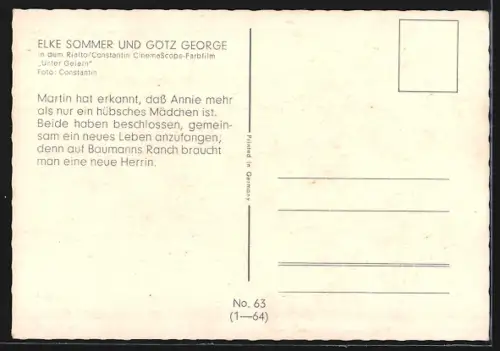 ELKE SOMMER UND GÖTZ GEORGE
in dem Rialto/Constantin CinemaScope-Farbfilm
„Unter Geiern"
Foto: Constantin
Martin hat erkannt, daß Annie mehr
als nur ein hübsches Mädchen ist.
Beide haben beschlossen, gemein-
sam ein neues Leben anzufangen;
denn auf Baumanns Ranch braucht
man eine neue Herrin.
Printed in Germany
No. 63
(1—64)